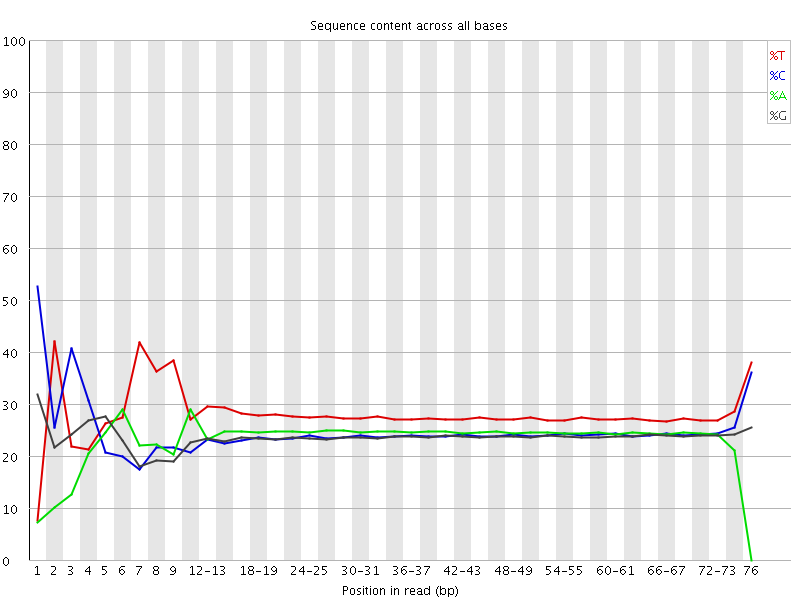 Sequence content across all bases
100
90
80
70
60
50
40
30
20
10
0
%T
%C
%A
%G
1 2 3 4 5 6 7 8 9 12-13 18-19 24-25 30-31 36-37 42-43 48-49 54-55 60-61 66-67 72-73 76
Position in read (bp)